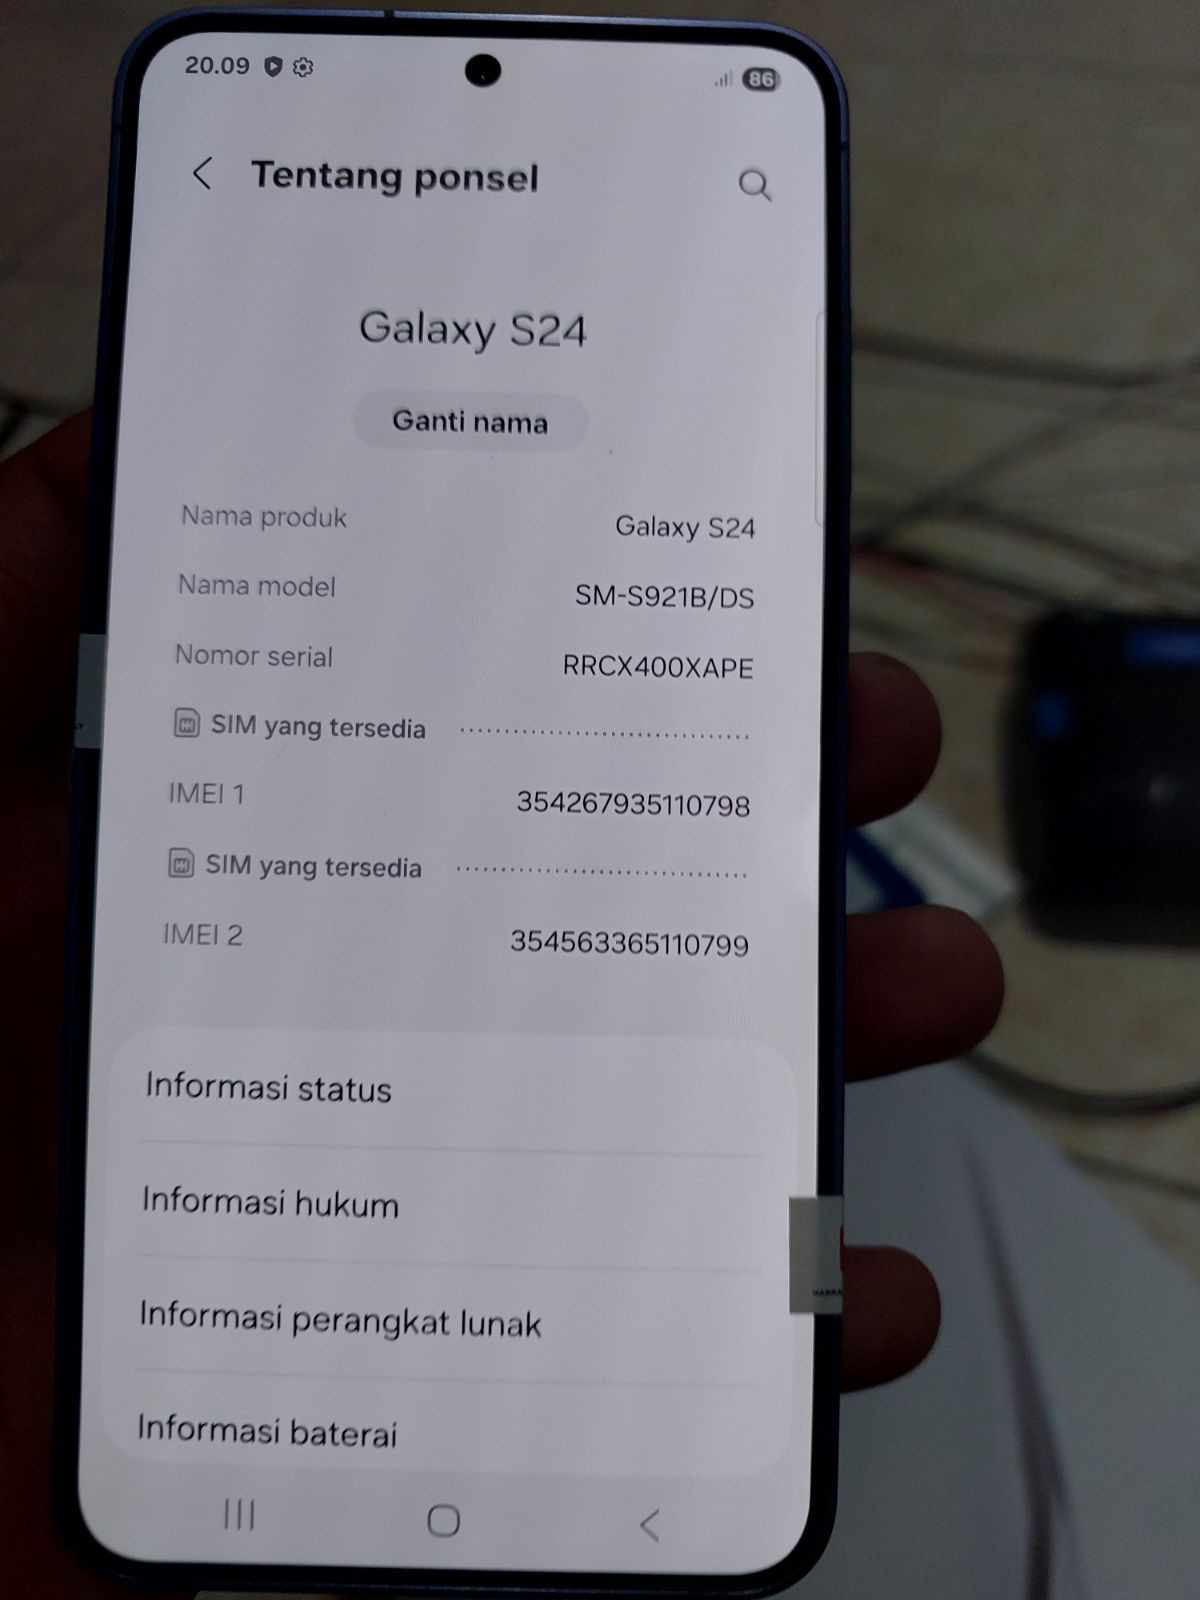 20.09
86
Tentang ponsel
Galaxy S24
Ganti nama
Nama produk Galaxy S24
Nama model SM-S921B/DS
Nomor serial RRCX400XAPE
SIM yang tersedia
IMEI 1 354267935110798
SIM yang tersedia
IMEI 2 354563365110799
Informasi status
Informasi hukum
Informasi perangkat lunak
Informasi baterai